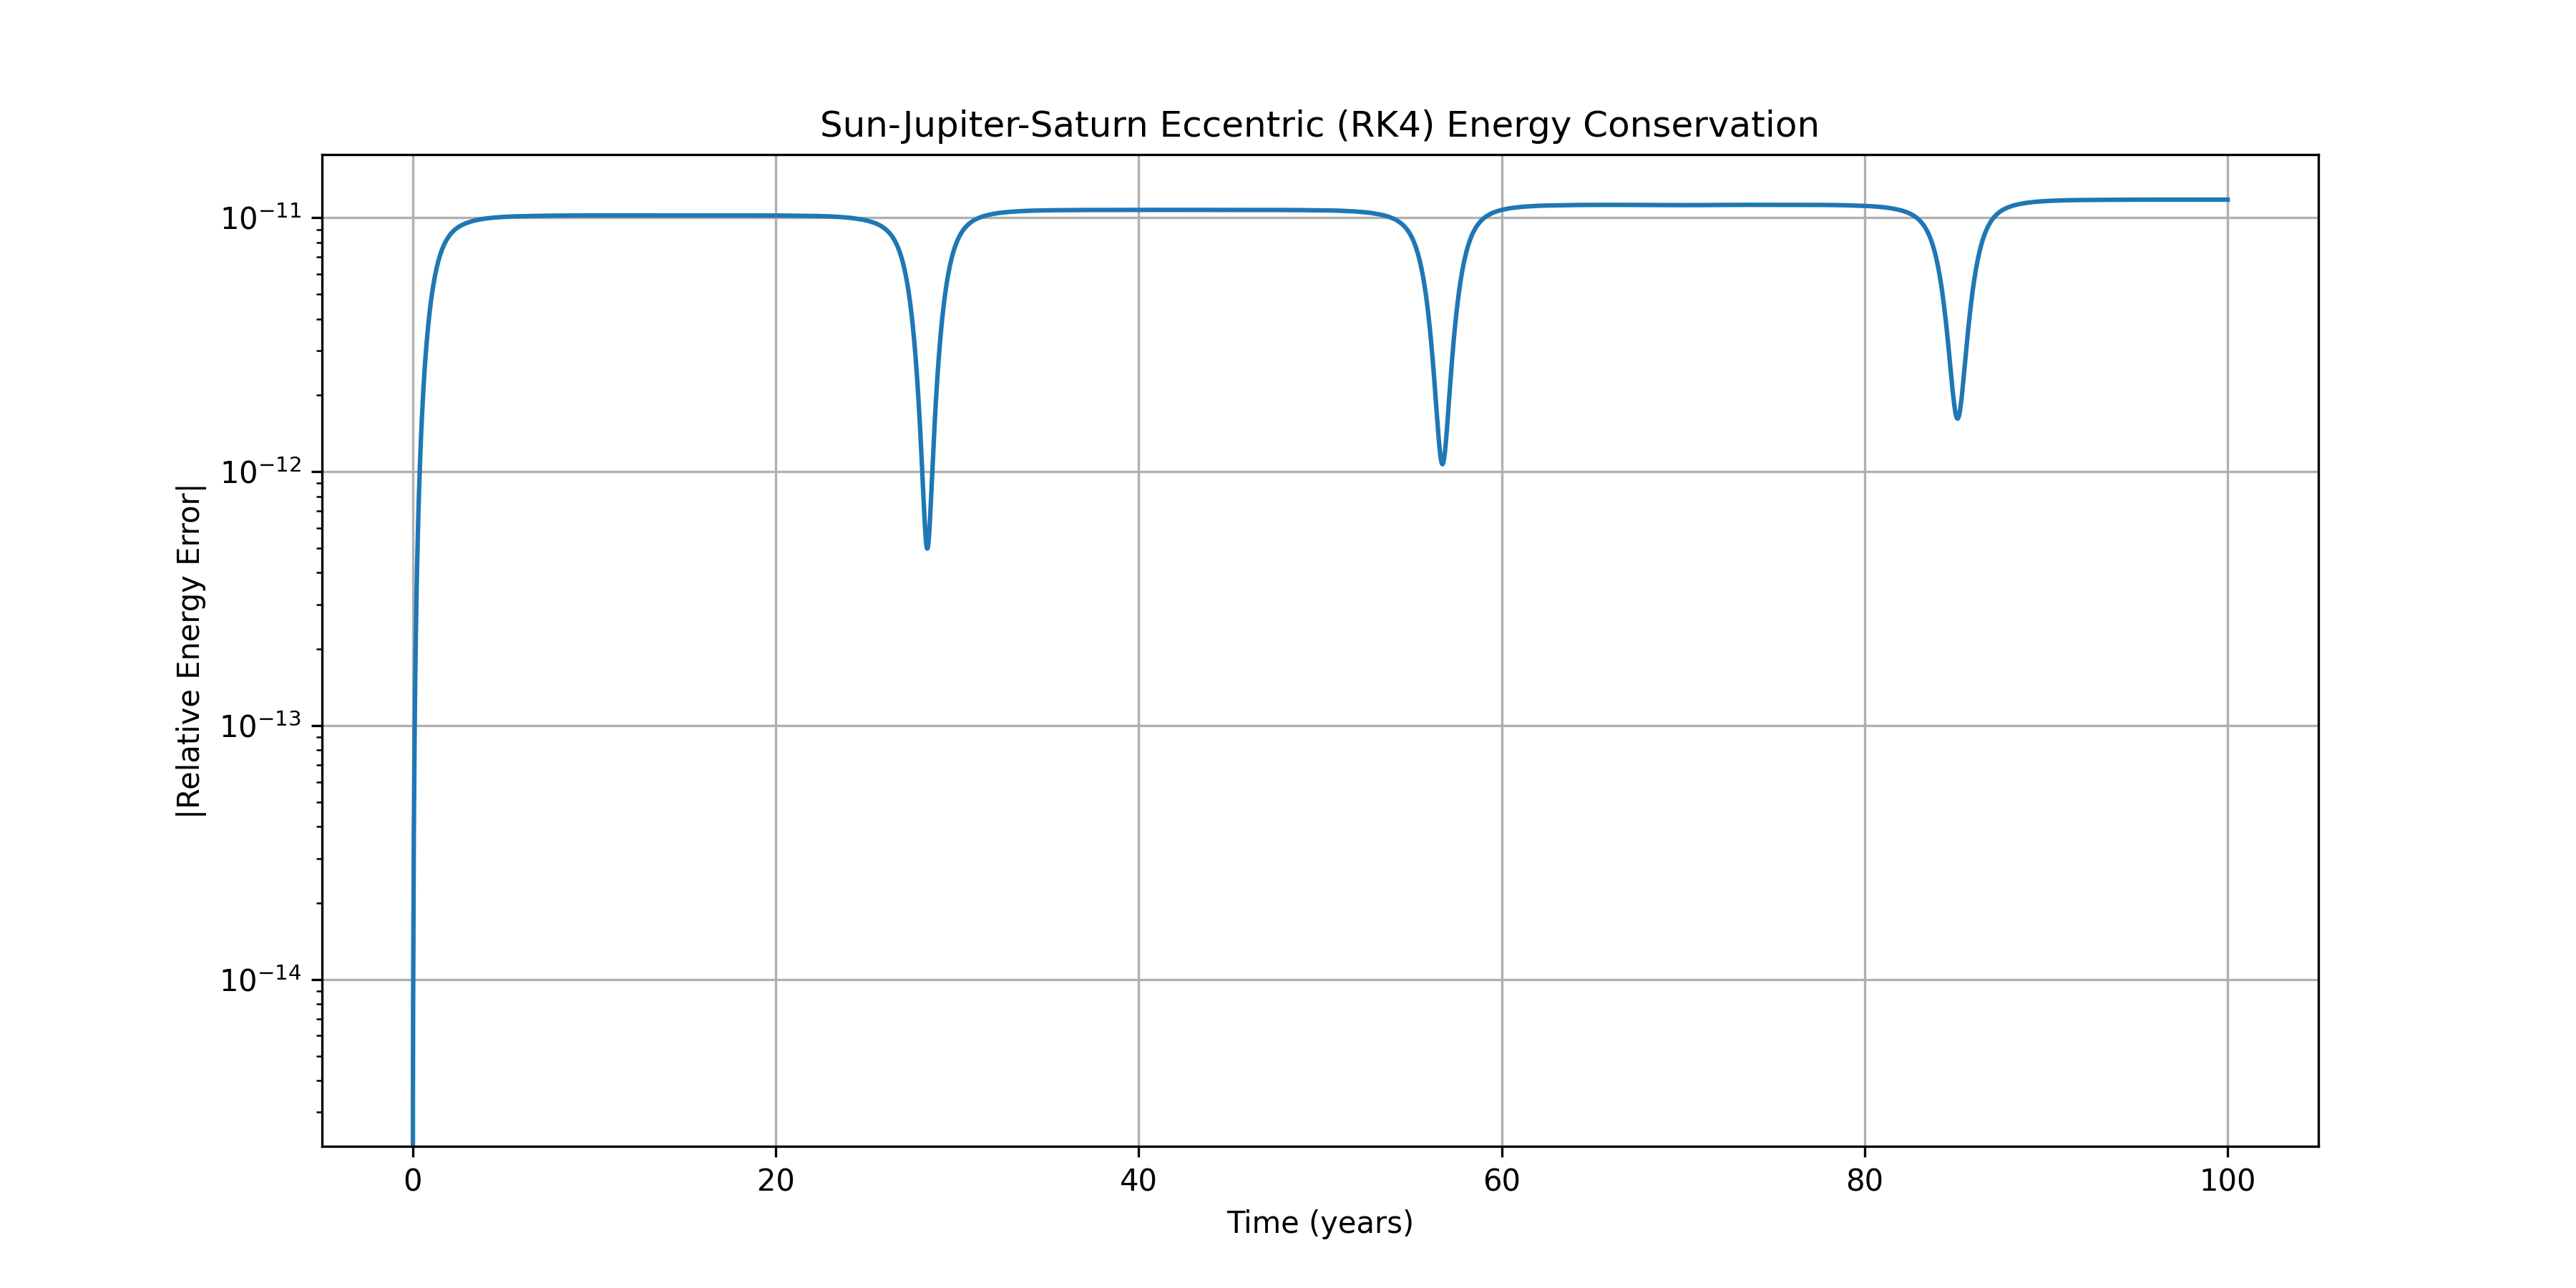 Sun-Jupiter-Saturn Eccentric (RK4) Energy Conservation
|Relative Energy Error|
10⁻¹¹
10⁻¹²
10⁻¹³
10⁻¹⁴
0 20 40 60 80 100
Time (years)